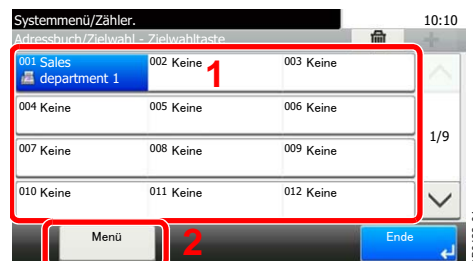 Systemmenü/Zähler. 10:10
Adressbuch/Zielwahl - Zielwahltaste
001 Sales department 1 002 Keine 003 Keine
1
004 Keine 005 Keine 006 Keine
1/9
007 Keine 008 Keine 009 Keine
010 Keine 011 Keine 012 Keine
Menü 2 Ende